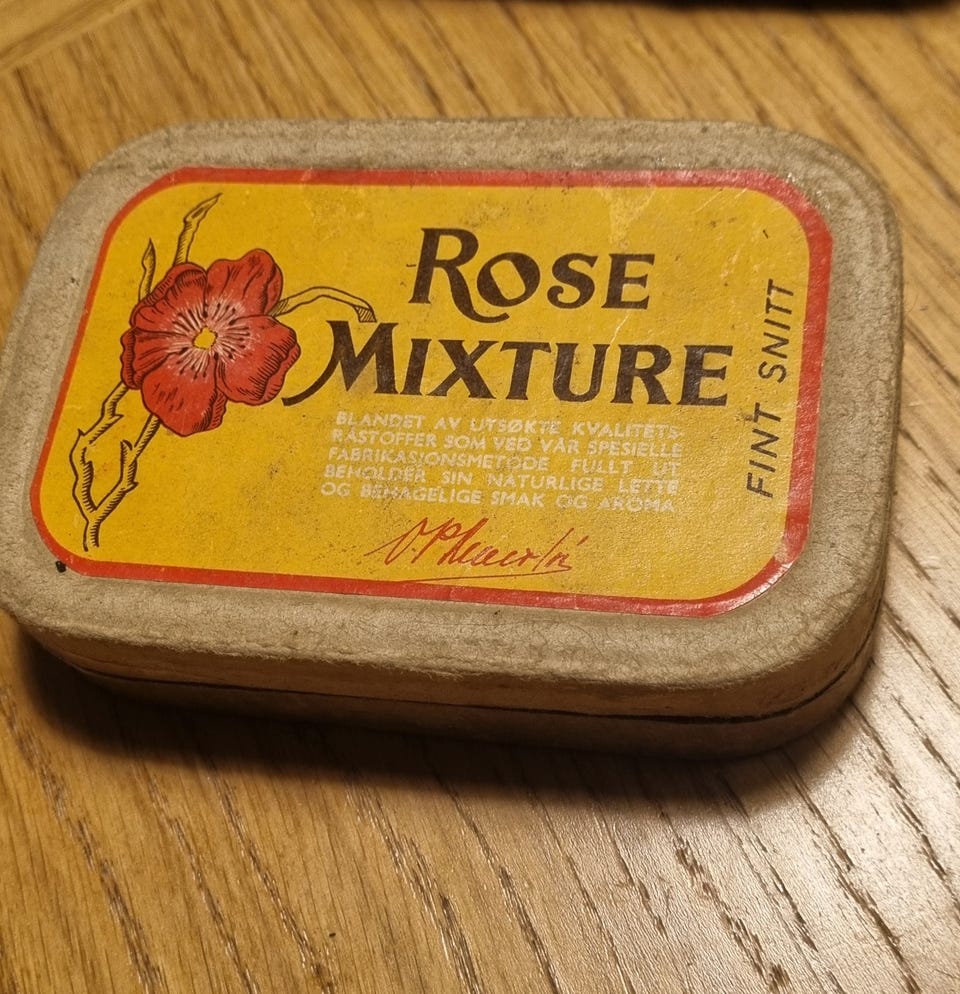 ROSE
MIXTURE
BLANDET AV UTSØKTE KVALITETS-
RÅSTOFFER SOM VED VÅR SPESIELLE
FABRIKASJONSMETODE FULLT UT
BEHOLDER SIN NATURLIGE LETTE
OG BEHAGELIGE SMAK OG AROMA
FINT SNITT